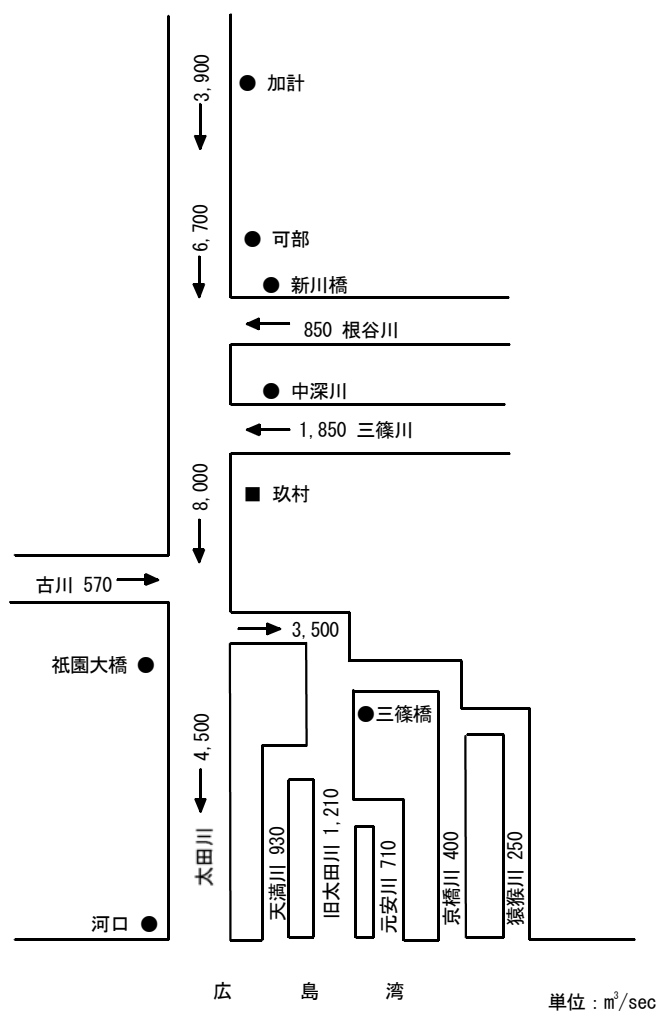 3,900
● 加計
6,700
● 可部
● 新川橋
850 根谷川
● 中深川
1,850 三篠川
8,000
■ 玖村
古川 570
3,500
祇園大橋 ●
●三篠橋
4,500
太田川
天満川 930
旧太田川 1,210
元安川 710
京橋川 400
猿猴川 250
河口 ●
広島湾
単位：m³/sec